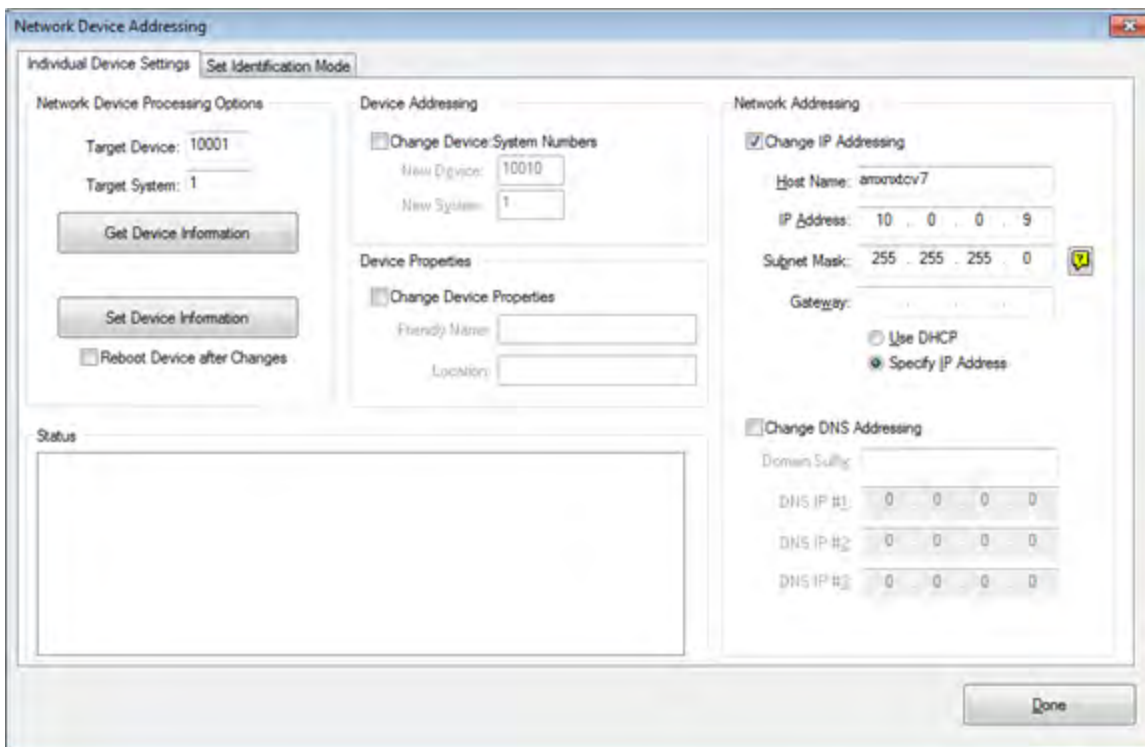 Network Device Addressing
Individual Device Settings
Set Identification Mode
Network Device Processing Options
Target Device: 10001
Target System: 1
Get Device Information
Set Device Information
Reboot Device after Changes
Device Addressing
Change Device:System Numbers
New Device: 10010
New System: 1
Device Properties
Change Device Properties
Friendly Name:
Location:
Network Addressing
Change IP Addressing
Host Name: amxnxtcv7
IP Address: 10 . 0 . 0 . 9
Subnet Mask: 255 . 255 . 255 . 0
?
Gateway: . . .
Use DHCP
Specify IP Address
Change DNS Addressing
Domain Suffix:
DNS IP #1: 0 . 0 . 0 . 0
DNS IP #2: 0 . 0 . 0 . 0
DNS IP #3: 0 . 0 . 0 . 0
Status
Done